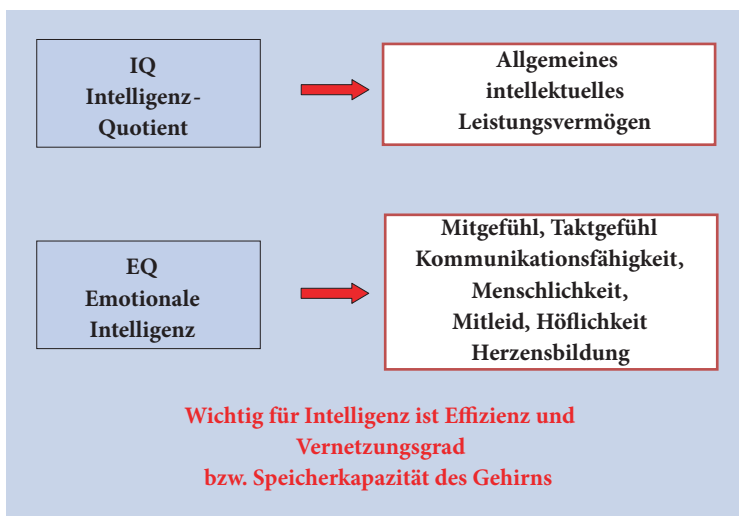 IQ
Intelligenz-
Quotient
Allgemeines
intellektuelles
Leistungsvermögen
EQ
Emotionale
Intelligenz
Mitgefühl, Taktgefühl
Kommunikationsfähigkeit,
Menschlichkeit,
Mitleid, Höflichkeit
Herzensbildung
Wichtig für Intelligenz ist Effizienz und
Vernetzungsgrad
bzw. Speicherkapazität des Gehirns